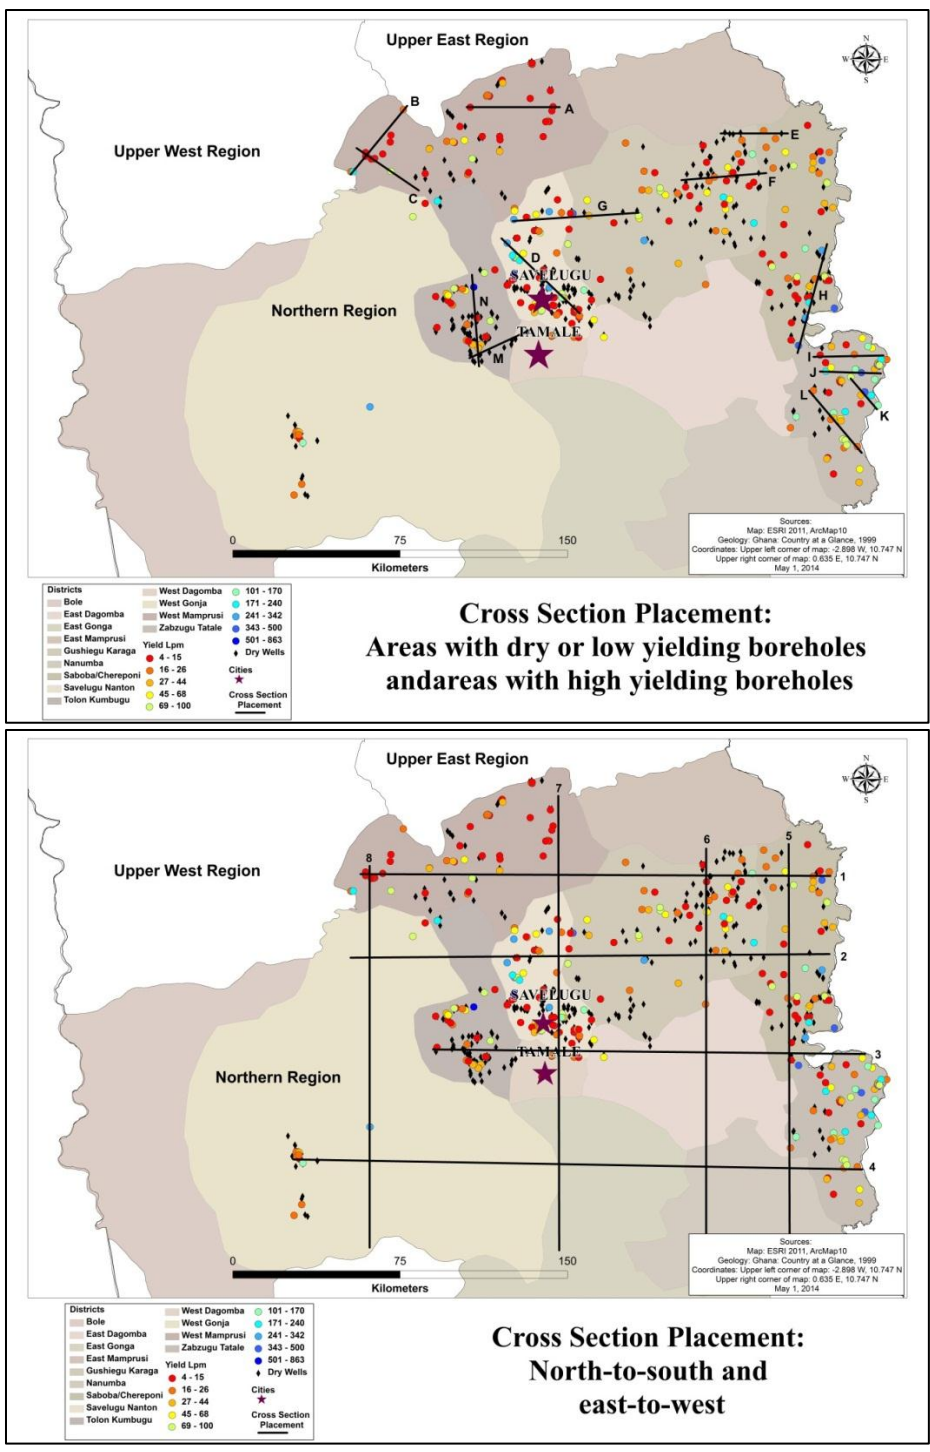 Upper East Region
N
W E
S
B
A
Upper West Region
E
F
C
G
D
SAVELUGU
H
Northern Region
N
TAMALE
M
I
J
L
K
0 75 150
Kilometers
Sources:
Map: ESRI 2011, ArcMap10
Geology: Ghana: Country at a Glance, 1999
Coordinates: Upper left corner of map: -2.898 W, 10.747 N
Upper right corner of map: 0.635 E, 10.747 N
May 1, 2014
Districts
Bole
East Dagomba
East Gonga
East Mamprusi
Gushiegu Karaga
Nanumba
Saboba/Chereponi
Savelugu Nanton
Tolon Kumbugu
West Dagomba
West Gonja
West Mamprusi
Zabzugu Tatale
Yield Lpm
4 - 15
16 - 26
27 - 44
45 - 68
69 - 100
101 - 170
171 - 240
241 - 342
343 - 500
501 - 863
Dry Wells
Cities
Cross Section
Placement
Cross Section Placement:
Areas with dry or low yielding boreholes
andareas with high yielding boreholes
Upper East Region
N
W E
S
7
6
5
8
Upper West Region
1
2
SAVELUGU
TAMALE
3
Northern Region
4
0 75 150
Kilometers
Sources:
Map: ESRI 2011, ArcMap10
Geology: Ghana: Country at a Glance, 1999
Coordinates: Upper left corner of map: -2.898 W, 10.747 N
Upper right corner of map: 0.635 E, 10.747 N
May 1, 2014
Districts
Bole
East Dagomba
East Gonga
East Mamprusi
Gushiegu Karaga
Nanumba
Saboba/Chereponi
Savelugu Nanton
Tolon Kumbugu
West Dagomba
West Gonja
West Mamprusi
Zabzugu Tatale
Yield Lpm
4 - 15
16 - 26
27 - 44
45 - 68
69 - 100
101 - 170
171 - 240
241 - 342
343 - 500
501 - 863
Dry Wells
Cities
Cross Section
Placement
Cross Section Placement:
North-to-south and
east-to-west